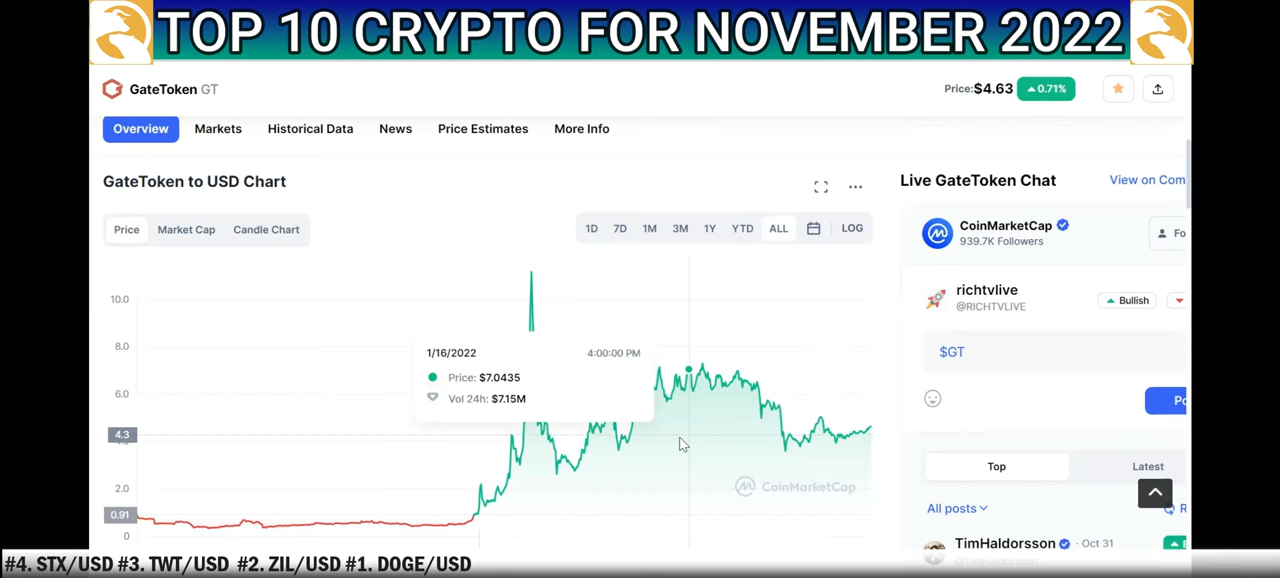 TOP 10 CRYPTO FOR NOVEMBER 2022
GateToken GT
Price:$4.63 0.71%
Overview Markets Historical Data News Price Estimates More Info
GateToken to USD Chart
Live GateToken Chat View on Com
Price Market Cap Candle Chart
1D 7D 1M 3M 1Y YTD ALL LOG
CoinMarketCap
939.7K Followers
Fo
richtvlive
@RICHTVLIVE
Bullish
$GT
Po
10.0
8.0
6.0
4.3
2.0
0.91
0
1/16/2022 4:00:00 PM
Price: $7.0435
Vol 24h: $7.15M
CoinMarketCap
Top Latest
All posts R
TimHaldorsson · Oct 31
@TimHaldorsson
#4. STX/USD #3. TWT/USD #2. ZIL/USD #1. DOGE/USD